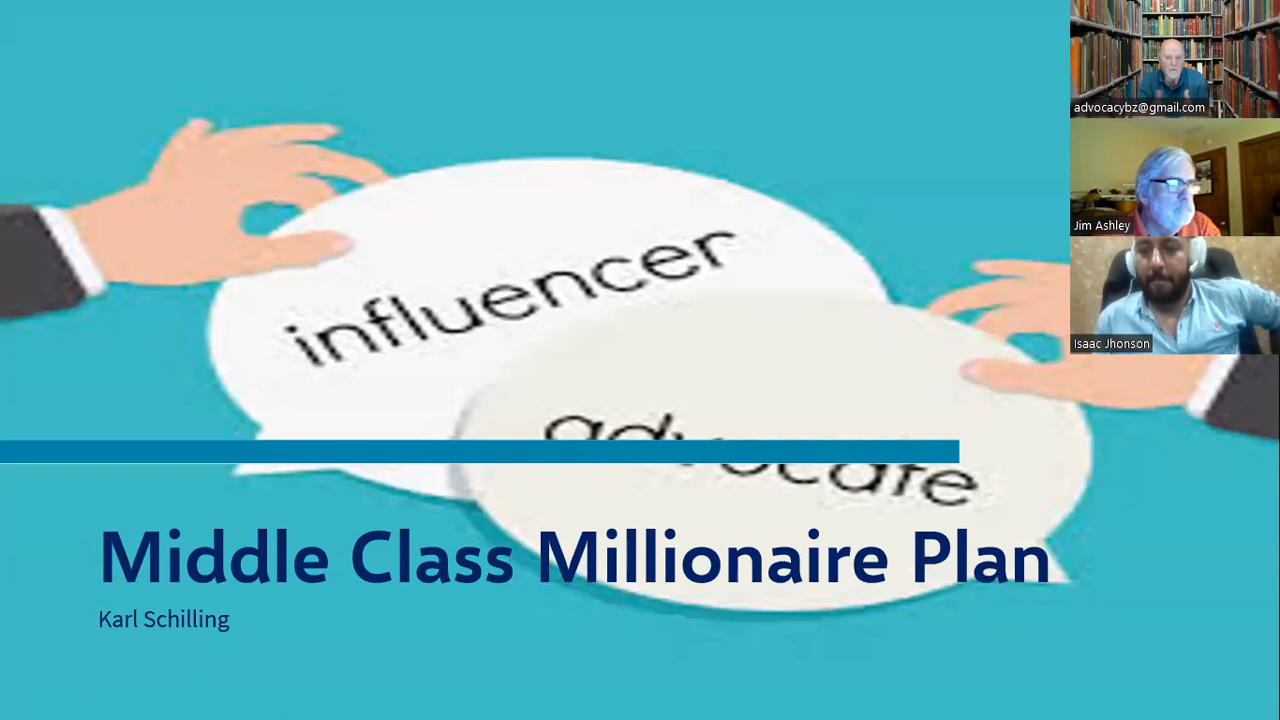 influencer
advocate
Middle Class Millionaire Plan
Karl Schilling
advocacybz@gmail.com
Jim Ashley
Isaac Jhonson